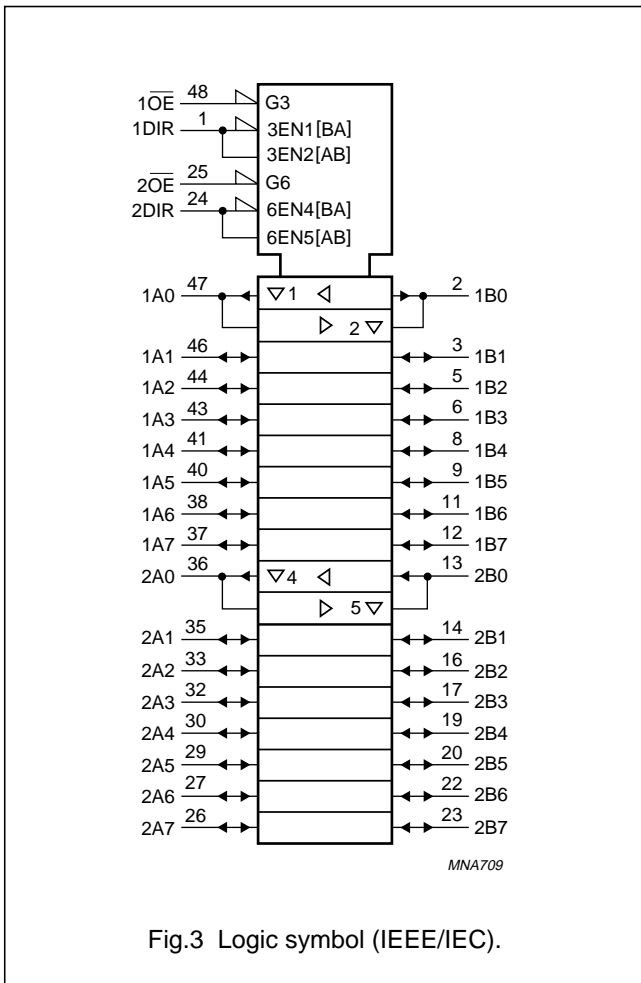 1O̅E̅ 48 G3
1DIR 1 3EN1[BA]
3EN2[AB]
2O̅E̅ 25 G6
2DIR 24 6EN4[BA]
6EN5[AB]
1A0 47 ▽1 ◁ 2 1B0
▷ 2▽
1A1 46 3 1B1
1A2 44 5 1B2
1A3 43 6 1B3
1A4 41 8 1B4
1A5 40 9 1B5
1A6 38 11 1B6
1A7 37 12 1B7
2A0 36 ▽4 ◁ 13 2B0
▷ 5▽
2A1 35 14 2B1
2A2 33 16 2B2
2A3 32 17 2B3
2A4 30 19 2B4
2A5 29 20 2B5
2A6 27 22 2B6
2A7 26 23 2B7
MNA709
Fig.3 Logic symbol (IEEE/IEC).